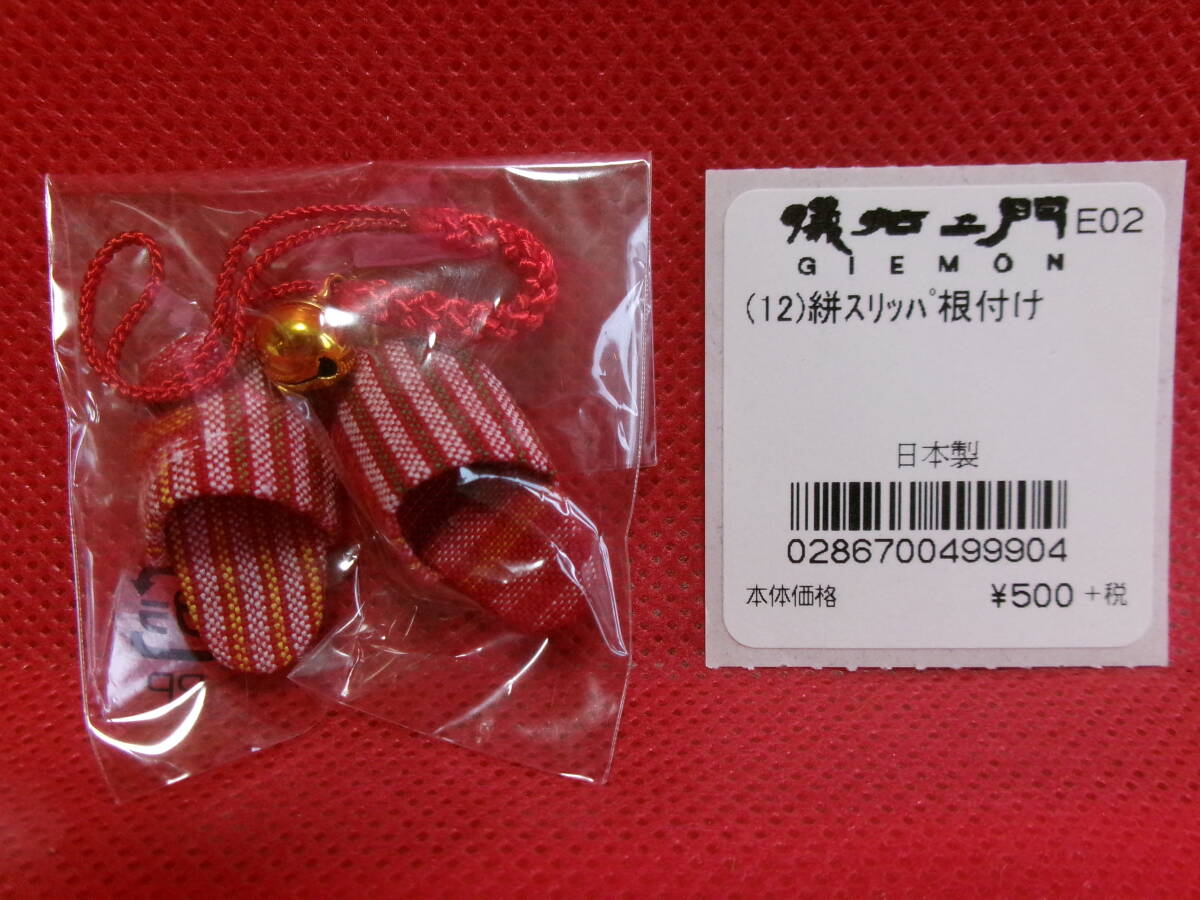 儀右ヱ門 E02
GIEMON
(12)絣スリッパ根付け
日本製
0286700499904
本体価格 ¥500 +税